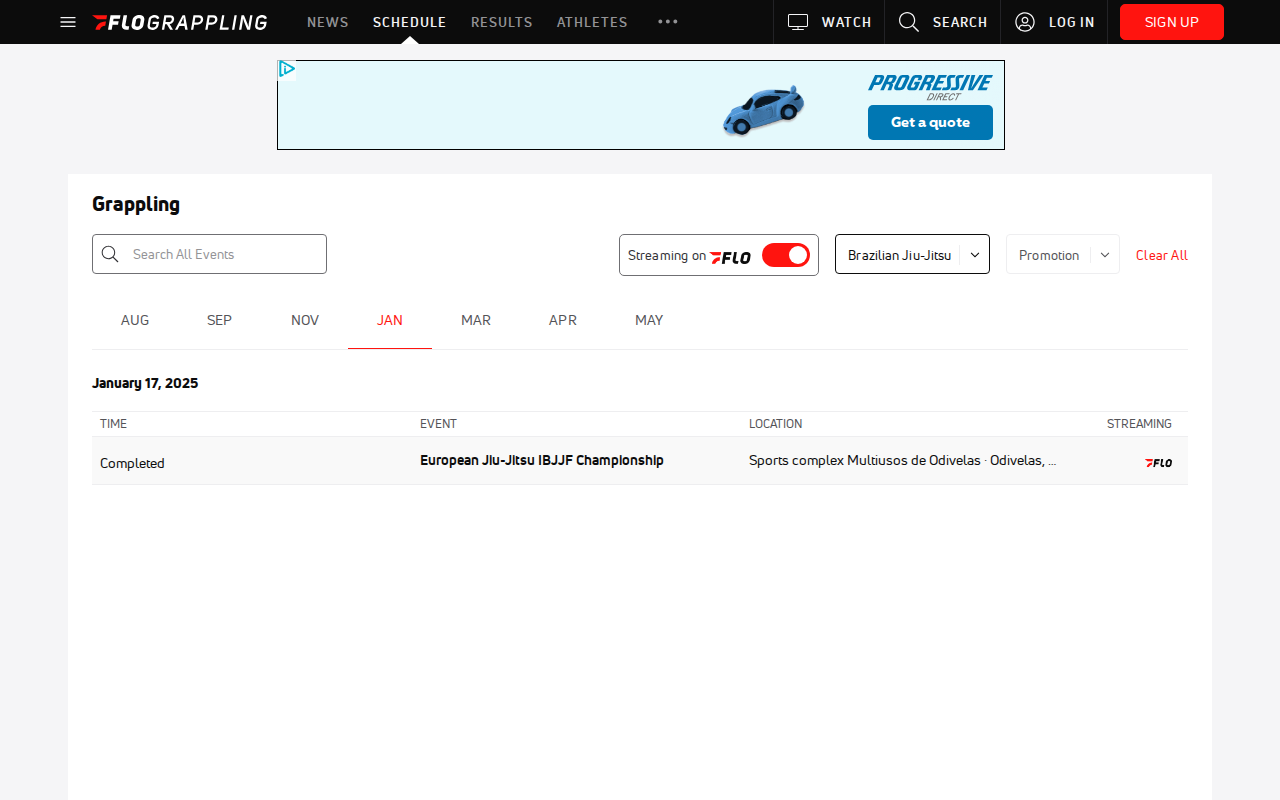 FLOGRAPPLING NEWS SCHEDULE RESULTS ATHLETES WATCH SEARCH LOG IN SIGN UP
PROGRESSIVE
DIRECT
Get a quote
Grappling
Search All Events
Streaming on FLO
Brazilian Jiu-Jitsu
Promotion
Clear All
AUG SEP NOV JAN MAR APR MAY
January 17, 2025
TIME EVENT LOCATION STREAMING
Completed European Jiu-Jitsu IBJJF Championship Sports complex Multiusos de Odivelas · Odivelas, ... FLO